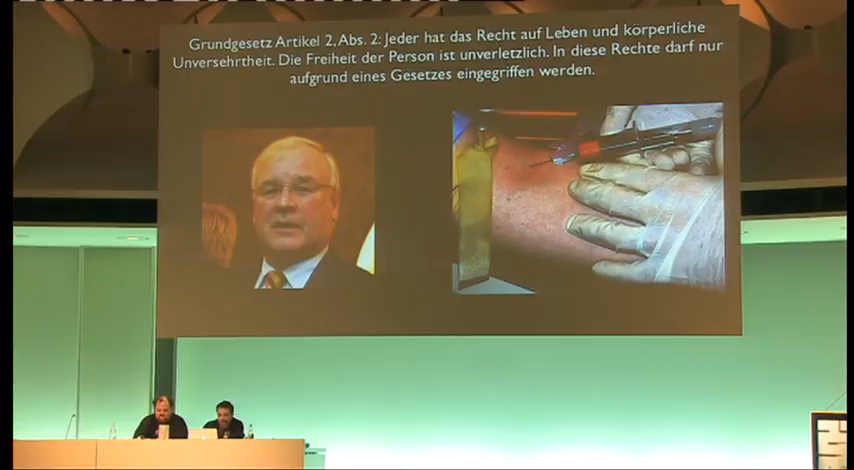 Grundgesetz Artikel 2, Abs. 2: Jeder hat das Recht auf Leben und körperliche
Unversehrtheit. Die Freiheit der Person ist unverletzlich. In diese Rechte darf nur
aufgrund eines Gesetzes eingegriffen werden.